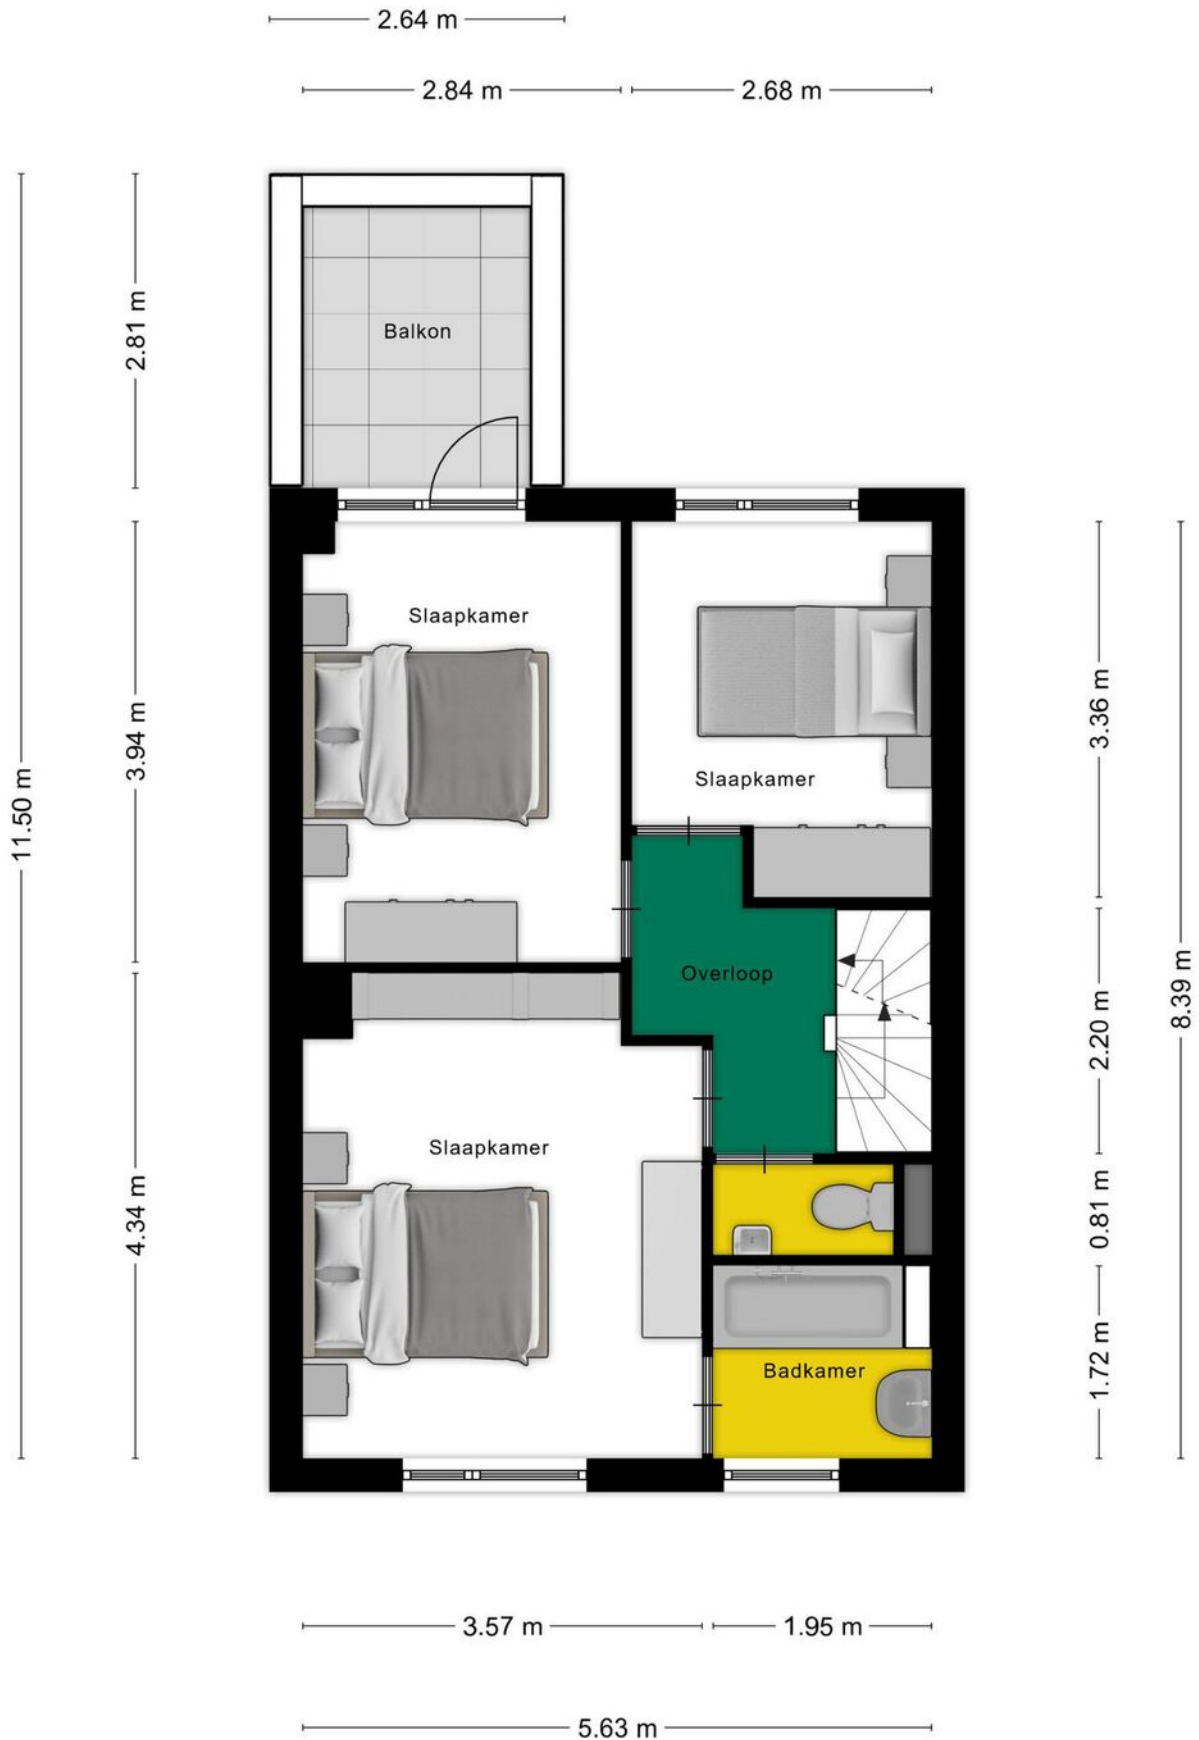 2.64 m
2.84 m
2.68 m
2.81 m
Balkon
Slaapkamer
3.94 m
3.36 m
Slaapkamer
11.50 m
8.39 m
Overloop
2.20 m
Slaapkamer
4.34 m
0.81 m
1.72 m
Badkamer
3.57 m
1.95 m
5.63 m